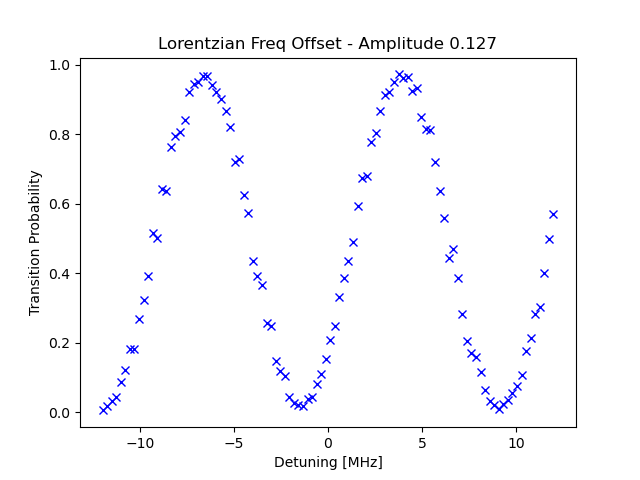 Lorentzian Freq Offset - Amplitude 0.127
1.0
0.8
0.6
0.4
0.2
0.0
Transition Probability
−10 −5 0 5 10
Detuning [MHz]